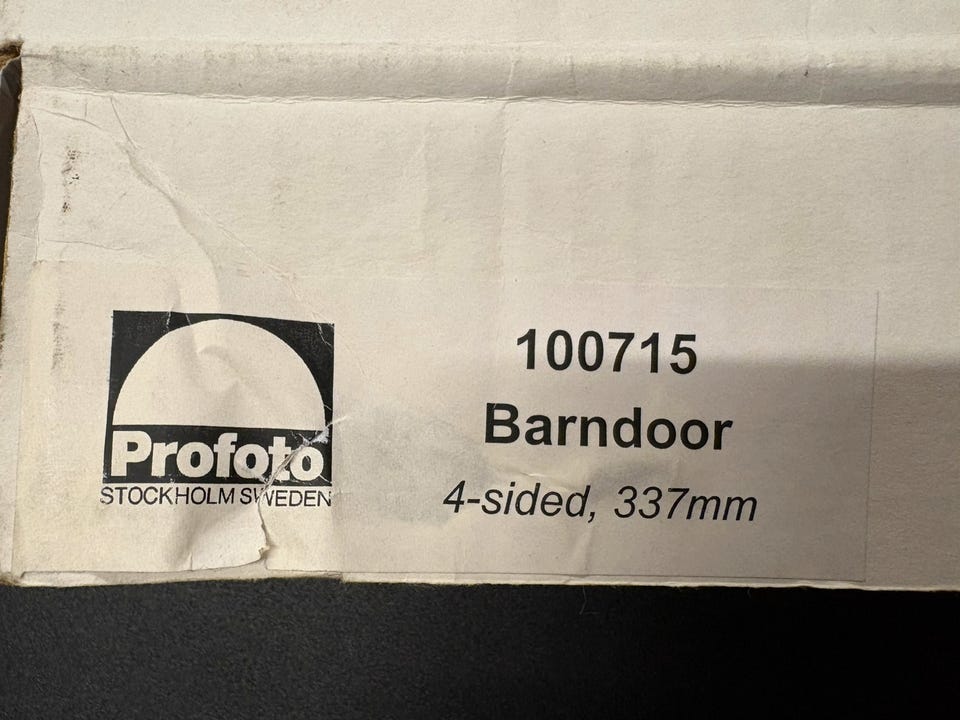 Profoto
STOCKHOLM SWEDEN
100715
Barndoor
4-sided, 337mm